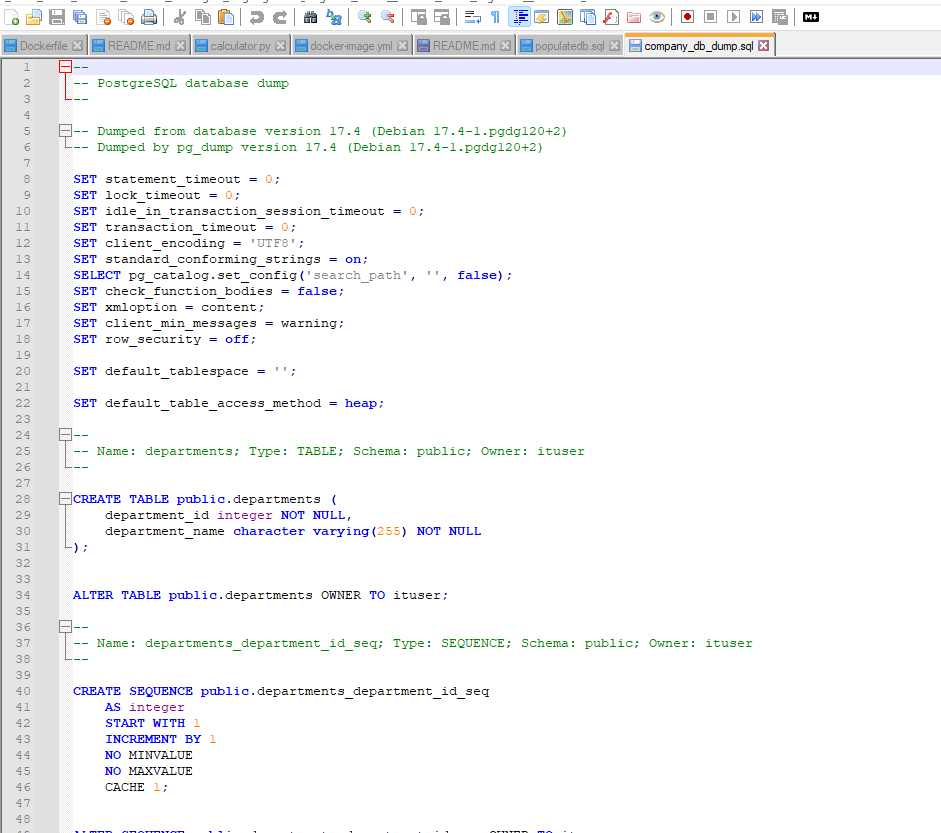 Dockerfile README.md calculator.py docker-image.yml README.md populatedb.sql company_db_dump.sql
1 --
2 -- PostgreSQL database dump
3 --
4
5 -- Dumped from database version 17.4 (Debian 17.4-1.pgdg120+2)
6 -- Dumped by pg_dump version 17.4 (Debian 17.4-1.pgdg120+2)
7
8 SET statement_timeout = 0;
9 SET lock_timeout = 0;
10 SET idle_in_transaction_session_timeout = 0;
11 SET transaction_timeout = 0;
12 SET client_encoding = 'UTF8';
13 SET standard_conforming_strings = on;
14 SELECT pg_catalog.set_config('search_path', '', false);
15 SET check_function_bodies = false;
16 SET xmloption = content;
17 SET client_min_messages = warning;
18 SET row_security = off;
19
20 SET default_tablespace = '';
21
22 SET default_table_access_method = heap;
23
24 --
25 -- Name: departments; Type: TABLE; Schema: public; Owner: ituser
26 --
27
28 CREATE TABLE public.departments (
29 department_id integer NOT NULL,
30 department_name character varying(255) NOT NULL
31 );
32
33
34 ALTER TABLE public.departments OWNER TO ituser;
35
36 --
37 -- Name: departments_department_id_seq; Type: SEQUENCE; Schema: public; Owner: ituser
38 --
39
40 CREATE SEQUENCE public.departments_department_id_seq
41 AS integer
42 START WITH 1
43 INCREMENT BY 1
44 NO MINVALUE
45 NO MAXVALUE
46 CACHE 1;
47
48